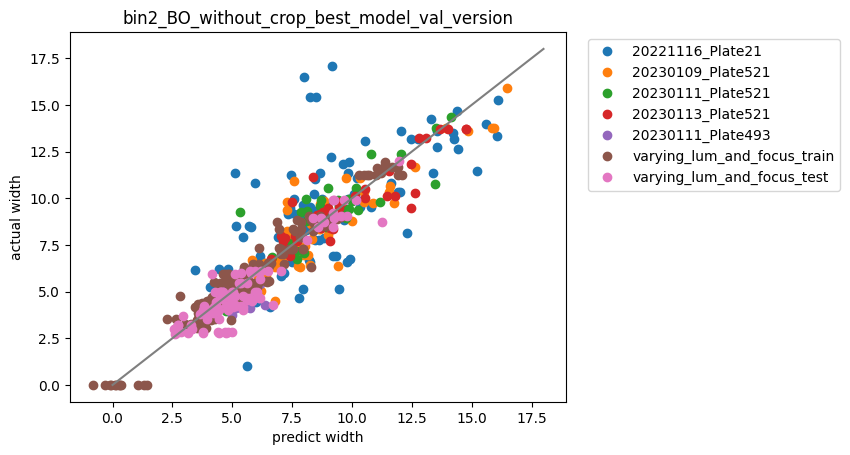 bin2_BO_without_crop_best_model_val_version
17.5
15.0
12.5
10.0
7.5
5.0
2.5
0.0
actual width
0.0
2.5
5.0
7.5
10.0
12.5
15.0
17.5
predict width
20221116_Plate21
20230109_Plate521
20230111_Plate521
20230113_Plate521
20230111_Plate493
varying_lum_and_focus_train
varying_lum_and_focus_test